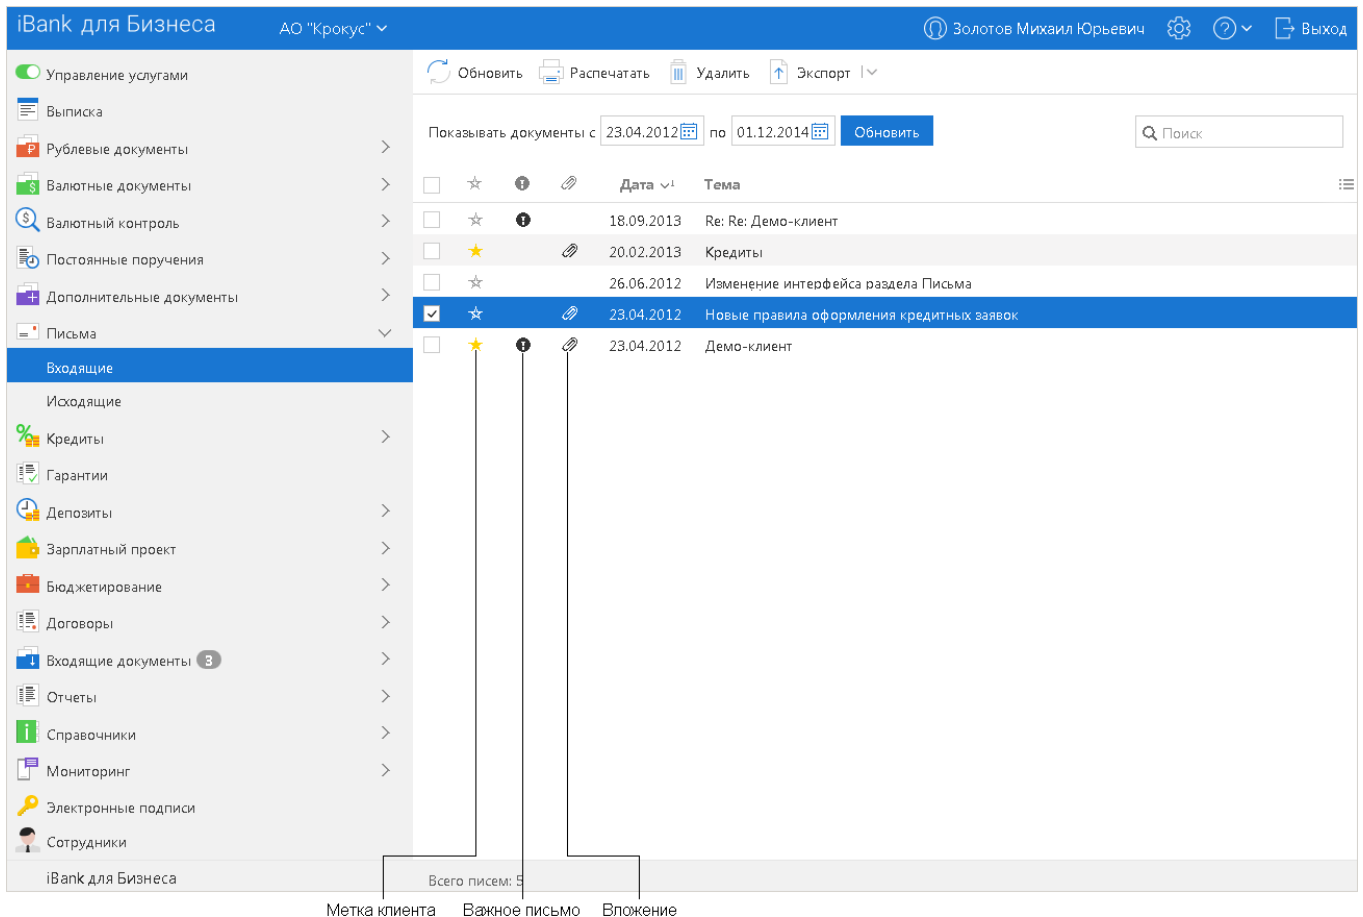 iBank для Бизнеса АО "Крокус" Золотов Михаил Юрьевич Выход
Управление услугами
Выписка
Рублевые документы
Валютные документы
Валютный контроль
Постоянные поручения
Дополнительные документы
Письма
Входящие
Исходящие
Кредиты
Гарантии
Депозиты
Зарплатный проект
Бюджетирование
Договоры
Входящие документы 3
Отчеты
Справочники
Мониторинг
Электронные подписи
Сотрудники
iBank для Бизнеса
Обновить Распечатать Удалить Экспорт
Показывать документы с 23.04.2012 по 01.12.2014 Обновить Поиск
Дата Тема
18.09.2013 Re: Re: Демо-клиент
20.02.2013 Кредиты
26.06.2012 Изменение интерфейса раздела Письма
23.04.2012 Новые правила оформления кредитных заявок
23.04.2012 Демо-клиент
Всего писем: 5
Метка клиента Важное письмо Вложение